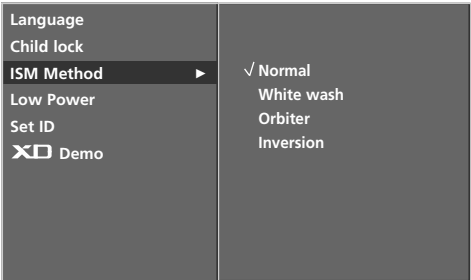 Language
Child lock
ISM Method ►
Low Power
Set ID
XD Demo
√ Normal
White wash
Orbiter
Inversion